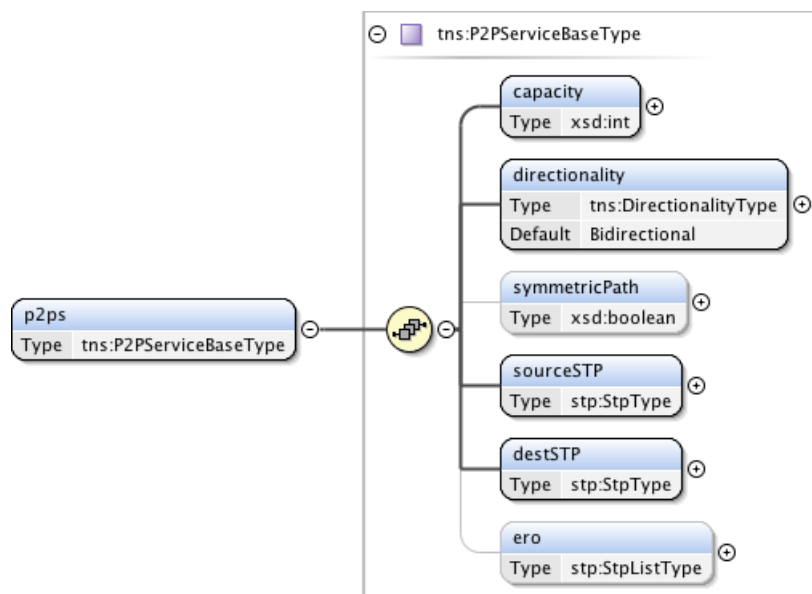 tns:P2PServiceBaseType
capacity
Type xsd:int
directionality
Type tns:DirectionalityType
Default Bidirectional
symmetricPath
Type xsd:boolean
p2ps
Type tns:P2PServiceBaseType
sourceSTP
Type stp:StpType
destSTP
Type stp:StpType
ero
Type stp:StpListType